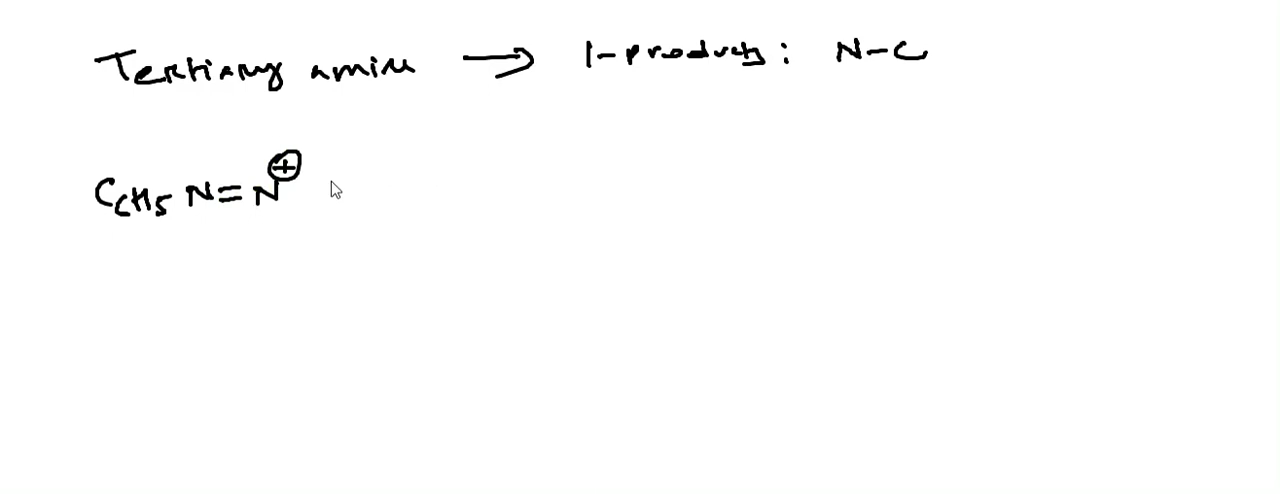 Tertiary amine → 1-product: N-C
C₆H₅ N=N⊕